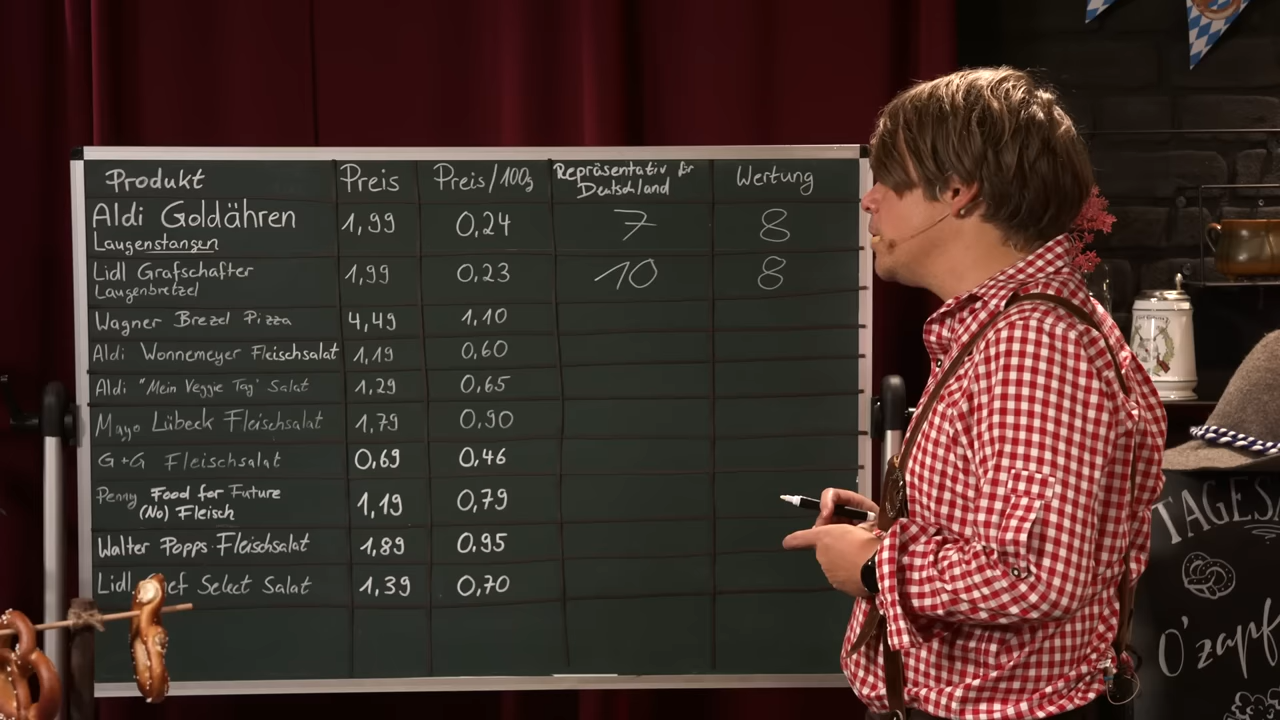 Produkt Preis Preis/100g Repräsentativ für Deutschland Wertung
Aldi Goldähren Laugenstangen 1,99 0,24 7 8
Lidl Grafschafter Laugenbretzel 1,99 0,23 10 8
Wagner Brezel Pizza 4,49 1,10
Aldi Wonnemeyer Fleischsalat 1,19 0,60
Aldi "Mein Veggie Tag" Salat 1,29 0,65
Mayo Lübeck Fleischsalat 1,79 0,90
G+G Fleischsalat 0,69 0,46
Penny Food for Future (No) Fleisch 1,19 0,79
Walter Popps Fleischsalat 1,89 0,95
Lidl Select Salat 1,39 0,70
O'zapf